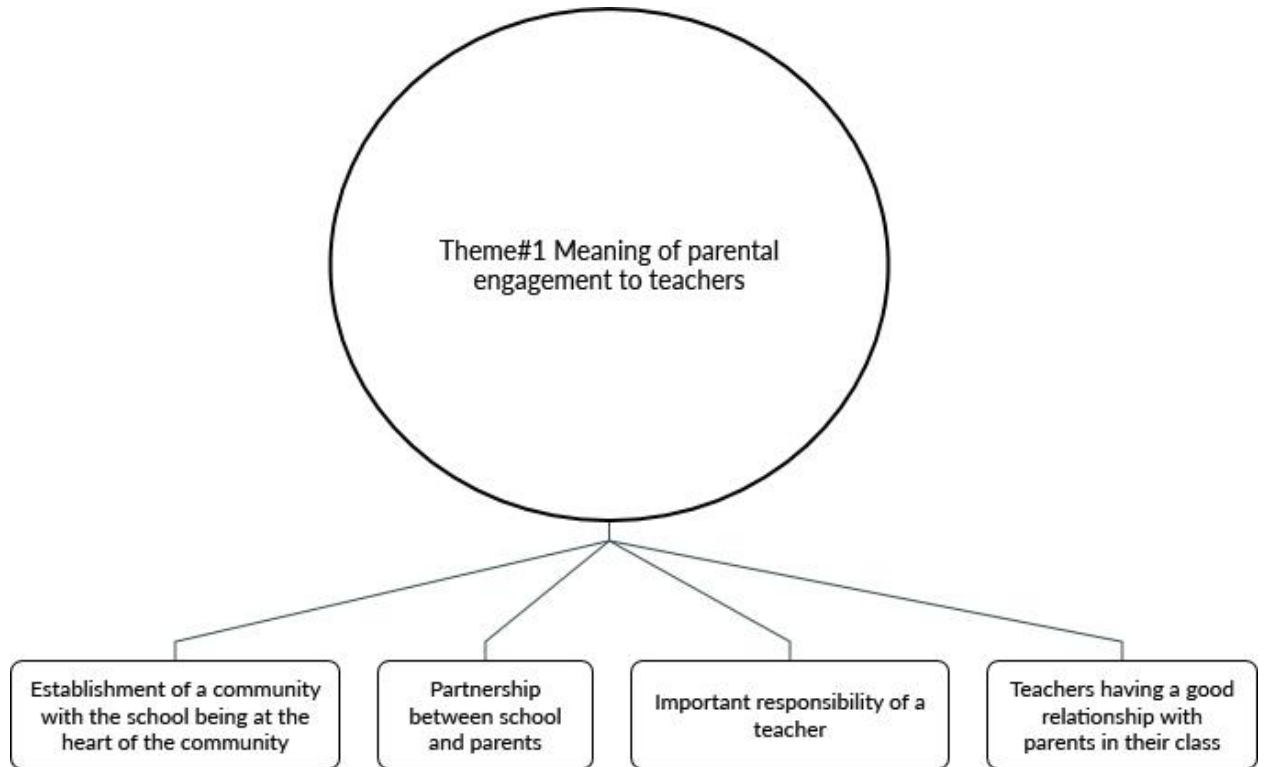 Theme#1 Meaning of parental
engagement to teachers
Establishment of a community
with the school being at the
heart of the community
Partnership
between school
and parents
Important responsibility of a
teacher
Teachers having a good
relationship with
parents in their class